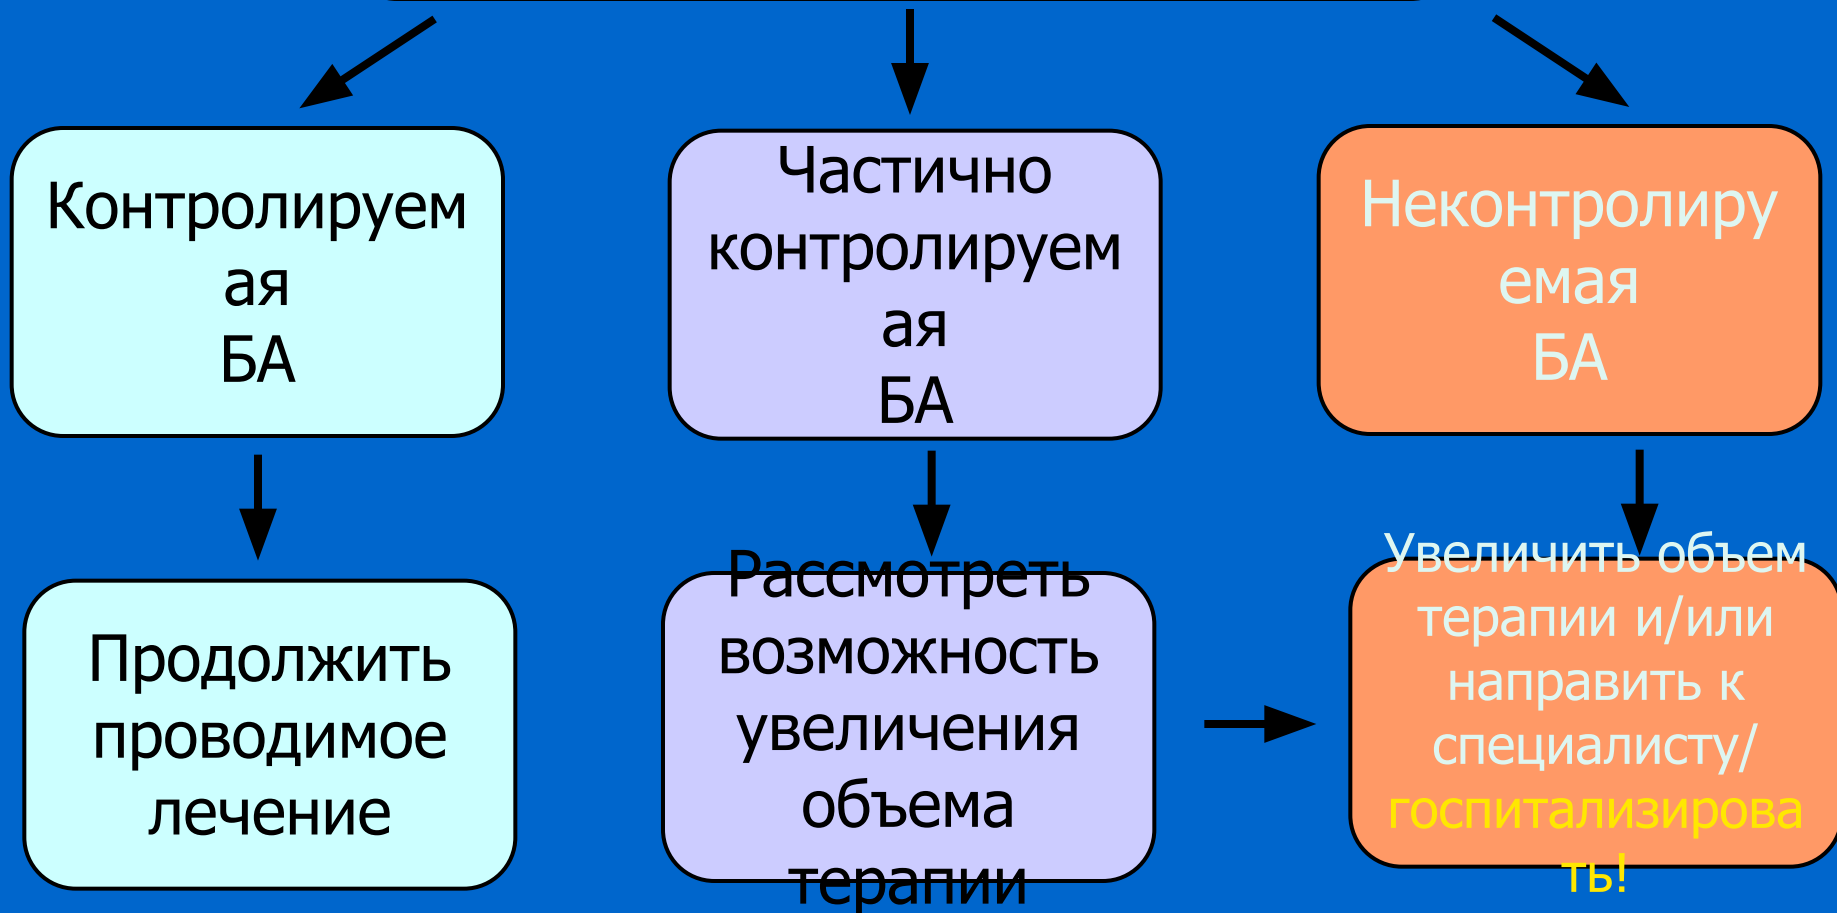 Контролируем
ая
БА
Частично
контролируем
ая
БА
Неконтролиру
емая
БА
Продолжить
проводимое
лечение
Рассмотреть
возможность
увеличения
объема
терапии
Увеличить объем
терапии и/или
направить к
специалисту/
госпитализирова
ть!